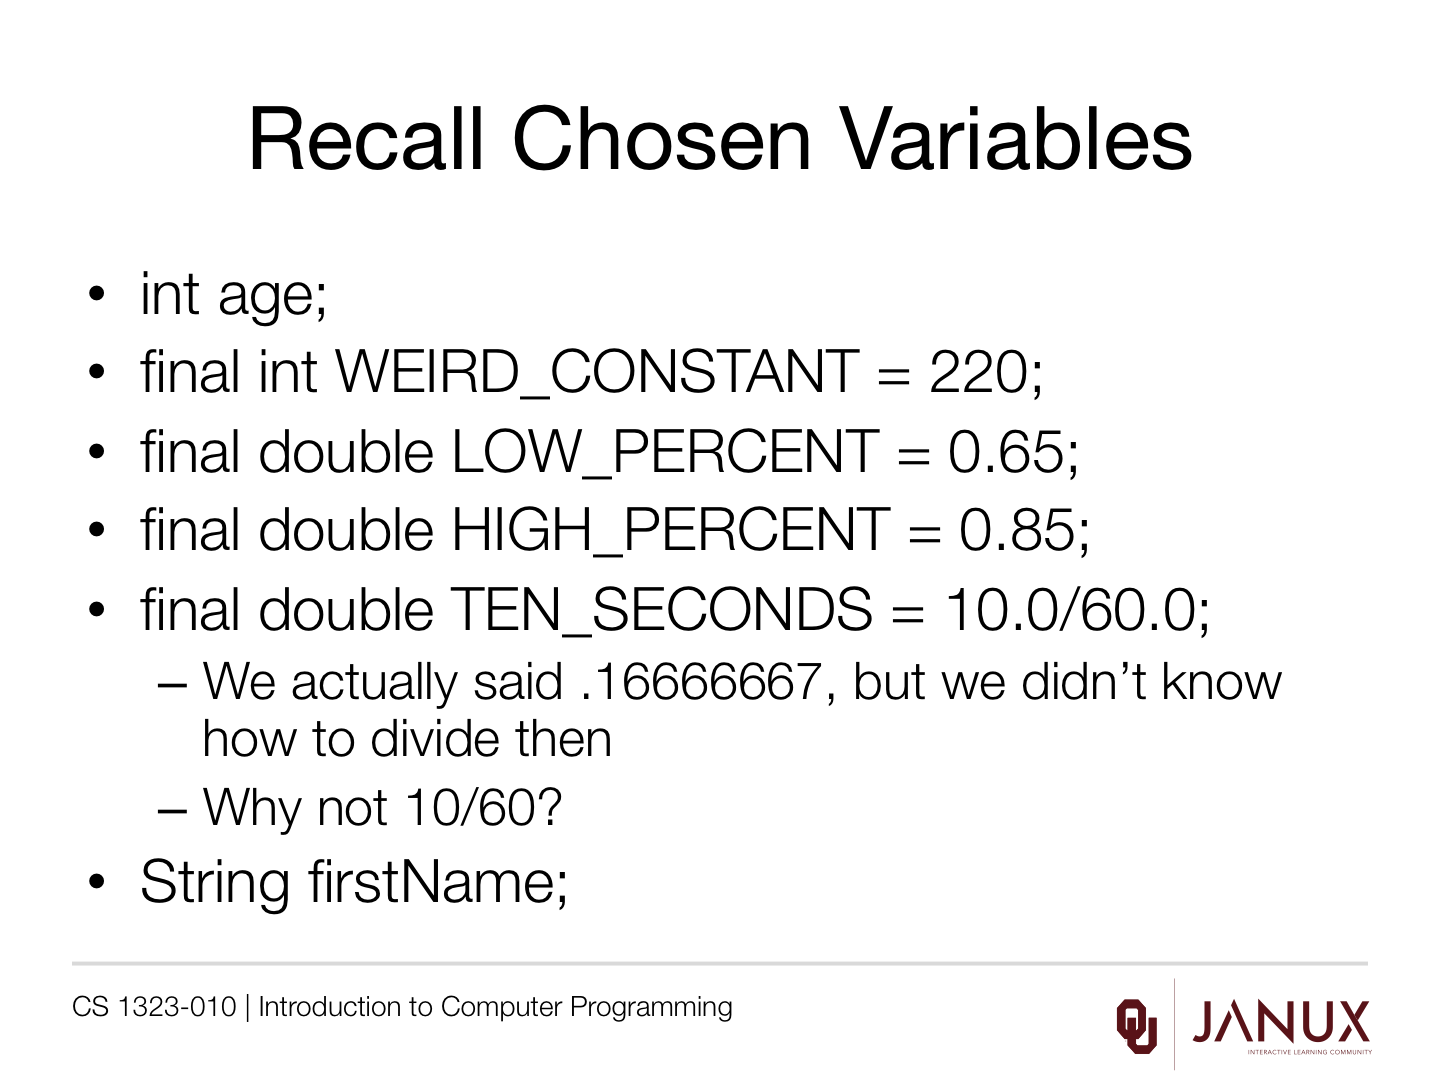 Recall Chosen Variables
• int age;
• final int WEIRD_CONSTANT = 220;
• final double LOW_PERCENT = 0.65;
• final double HIGH_PERCENT = 0.85;
• final double TEN_SECONDS = 10.0/60.0;
– We actually said .16666667, but we didn’t know
how to divide then
– Why not 10/60?
• String firstName;
CS 1323-010 | Introduction to Computer Programming
OU
JANUX
INTERACTIVE LEARNING COMMUNITY